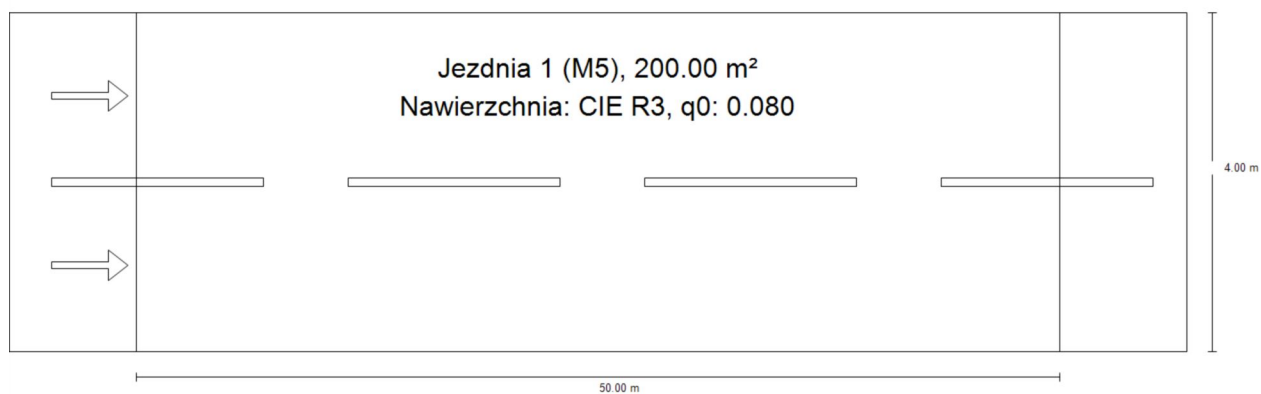 Jezdnia 1 (M5), 200.00 m²
Nawierzchnia: CIE R3, q0: 0.080
4.00 m
50.00 m